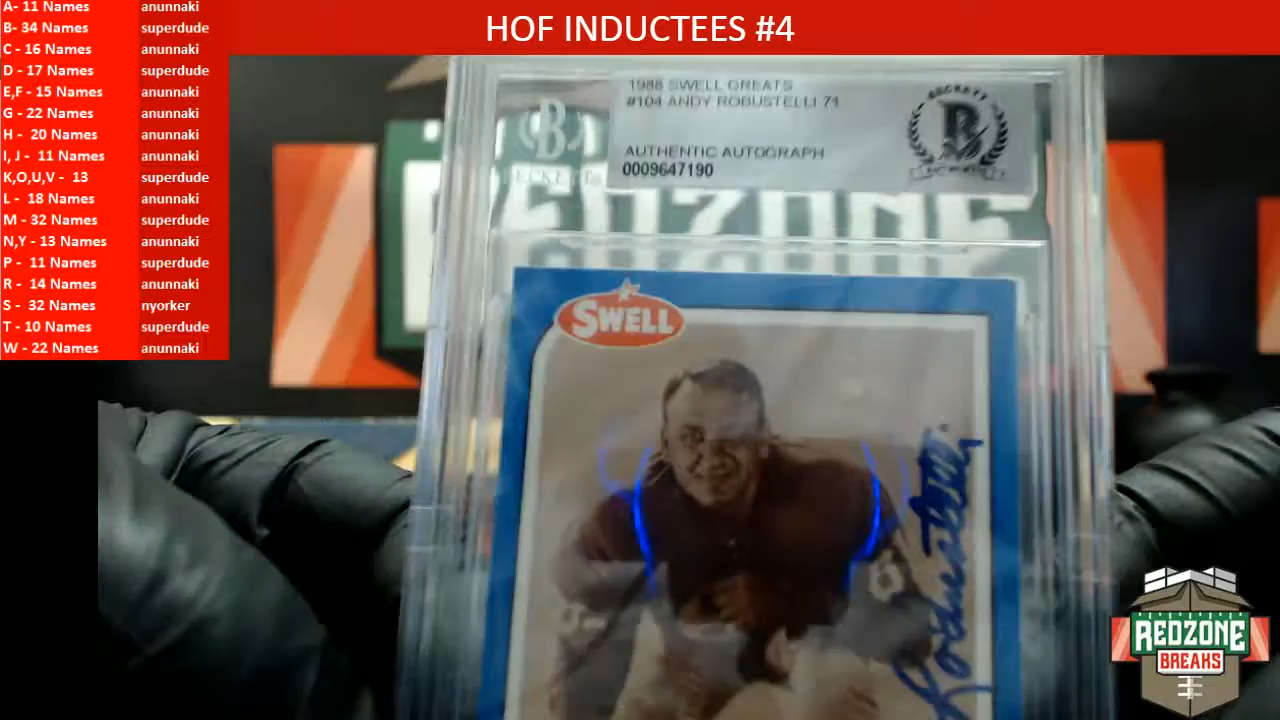 HOF INDUCTEES #4
A- 11 Names anunnaki
B- 34 Names superdude
C - 16 Names anunnaki
D - 17 Names superdude
E,F - 15 Names anunnaki
G - 22 Names anunnaki
H - 20 Names anunnaki
I, J - 11 Names anunnaki
K,O,U,V - 13 superdude
L - 18 Names anunnaki
M - 32 Names superdude
N,Y - 13 Names anunnaki
P - 11 Names superdude
R - 14 Names anunnaki
S - 32 Names nyorker
T - 10 Names superdude
W - 22 Names anunnaki
1988 SWELL GREATS
#104 ANDY ROBUSTELLI 71
AUTHENTIC AUTOGRAPH
0009647190
BECKETT
B
REDZONE
SWELL
Robustelli
REDZONE
BREAKS